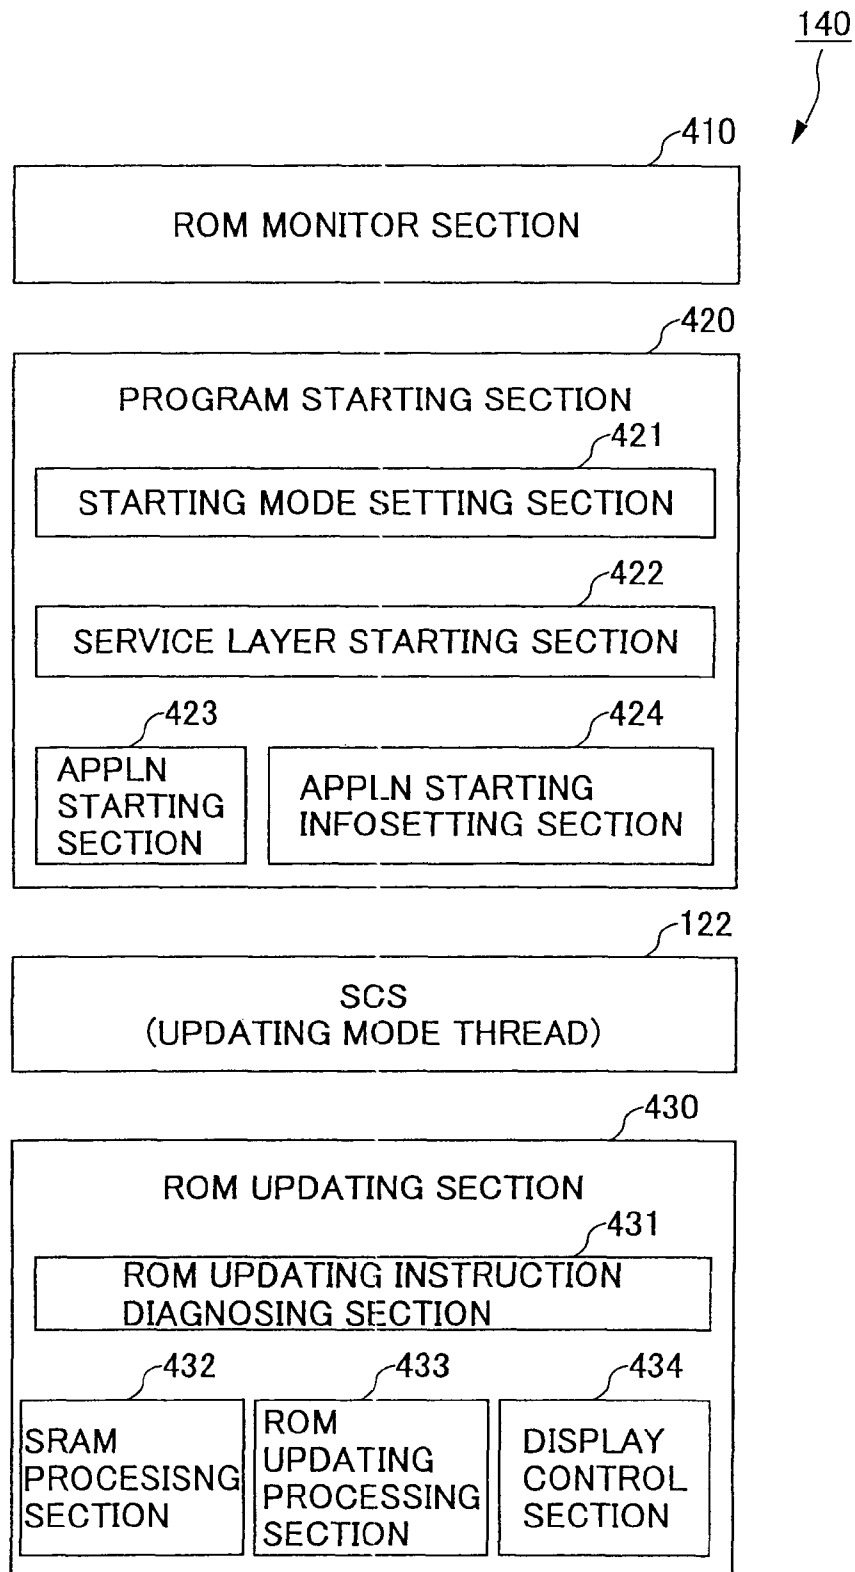 140
410
ROM MONITOR SECTION
420
PROGRAM STARTING SECTION
421
STARTING MODE SETTING SECTION
422
SERVICE LAYER STARTING SECTION
423
APPLN
STARTING
SECTION
424
APPLN STARTING
INFOSETTING SECTION
122
SCS
(UPDATING MODE THREAD)
430
ROM UPDATING SECTION
431
ROM UPDATING INSTRUCTION
DIAGNOSING SECTION
432
SRAM
PROCESISNG
SECTION
433
ROM
UPDATING
PROCESSING
SECTION
434
DISPLAY
CONTROL
SECTION